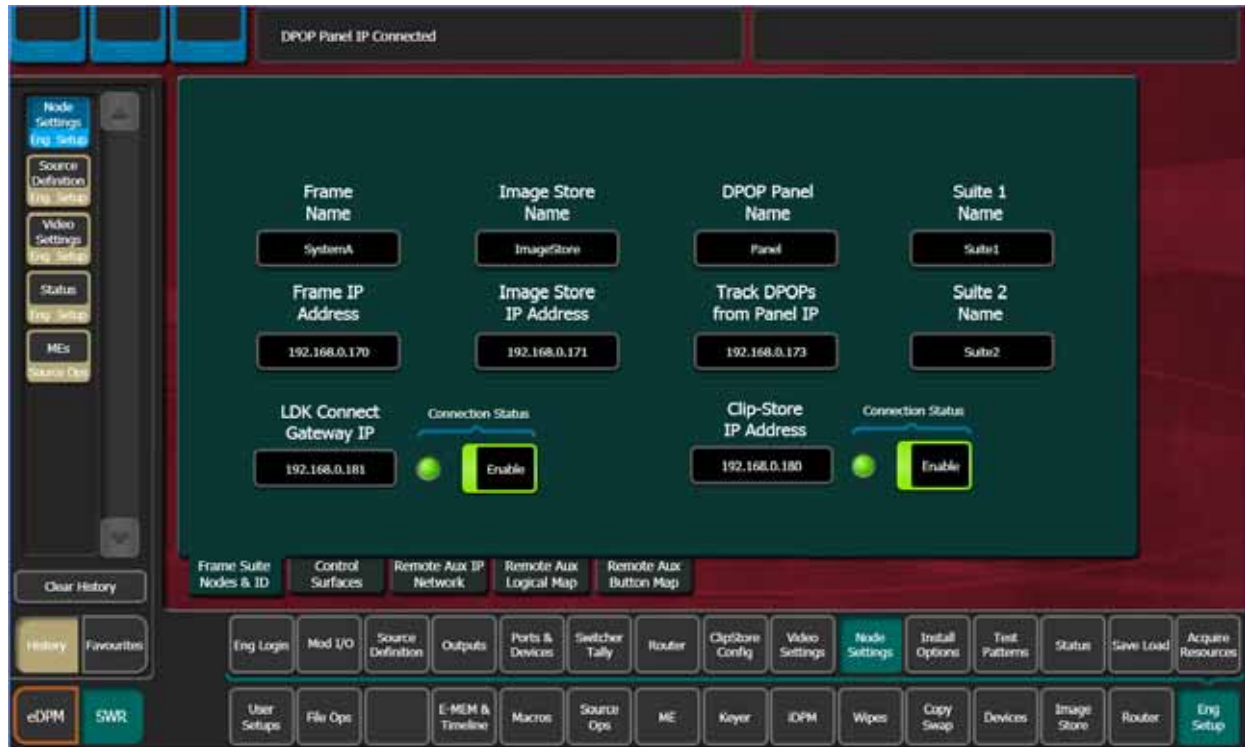 DPOP Panel IP Connected
Node
Settings
Eng Setup
Source
Definition
Eng Setup
Video
Settings
Eng Setup
Status
Eng Setup
MEs
Source Ops
Clear History
History
Favourites
eDPM
SWR
Frame
Name
Image Store
Name
DPOP Panel
Name
Suite 1
Name
SystemA
ImageStore
Panel
Suite1
Frame IP
Address
Image Store
IP Address
Track DPOPs
from Panel IP
Suite 2
Name
192.168.0.170
192.168.0.171
192.168.0.173
Suite2
LDK Connect
Gateway IP
Connection Status
Clip-Store
IP Address
Connection Status
192.168.0.181
Enable
192.168.0.180
Enable
Frame Suite
Nodes & ID
Control
Surfaces
Remote Aux IP
Network
Remote Aux
Logical Map
Remote Aux
Button Map
Eng Login
Mod I/O
Source
Definition
Outputs
Ports &
Devices
Switcher
Tally
Router
ClipStore
Config
Video
Settings
Node
Settings
Install
Options
Test
Patterns
Status
Save Load
Acquire
Resources
User
Setups
File Ops
E-MEM &
Timeline
Macros
Source
Ops
ME
Keyer
iDPM
Wipes
Copy
Swap
Devices
Image
Store
Router
Eng
Setup